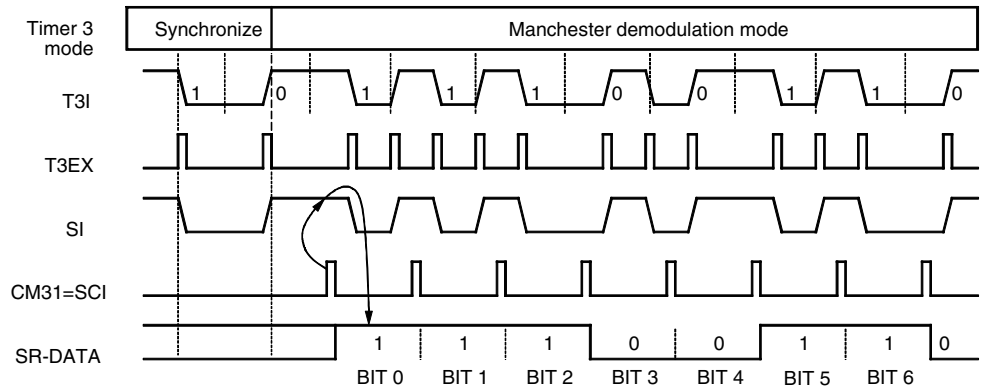 Timer 3 mode Synchronize Manchester demodulation mode
T3I 1 0 1 1 1 0 0 1 1 0
T3EX
SI
CM31=SCI
SR-DATA 1 1 1 0 0 1 1 0
BIT 0 BIT 1 BIT 2 BIT 3 BIT 4 BIT 5 BIT 6